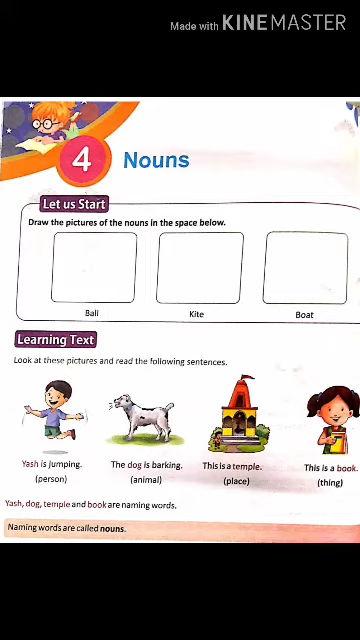 Made with KINEMASTER
4 Nouns
Let us Start
Draw the pictures of the nouns in the space below.
Ball Kite Boat
Learning Text
Look at these pictures and read the following sentences.
Yash is jumping. The dog is barking. This is a temple. This is a book.
(person) (animal) (place) (thing)
Yash, dog, temple and book are naming words.
Naming words are called nouns.